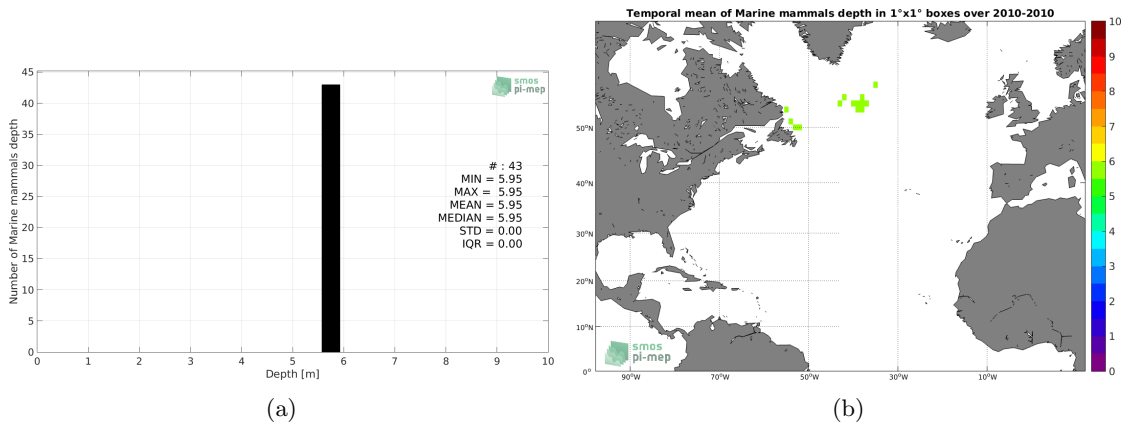 45
40
35
30
25
20
15
10
5
0
Number of Marine mammals depth
smos
pi-mep
# : 43
MIN = 5.95
MAX = 5.95
MEAN = 5.95
MEDIAN = 5.95
STD = 0.00
IQR = 0.00
0 1 2 3 4 5 6 7 8 9 10
Depth [m]
(a)
Temporal mean of Marine mammals depth in 1°x1° boxes over 2010-2010
50°N
40°N
30°N
20°N
10°N
0°
smos
pi-mep
90°W 70°W 50°W 30°W 10°W
10
9
8
7
6
5
4
3
2
1
0
(b)